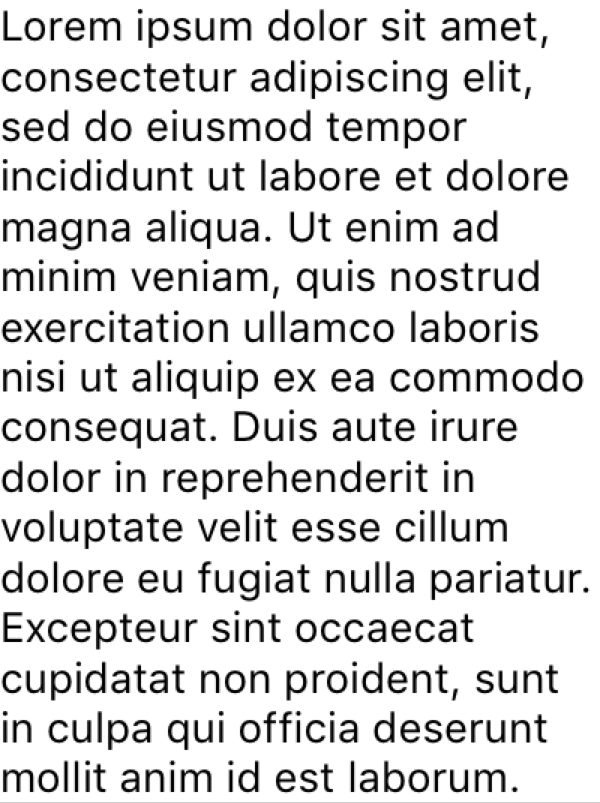 Lorem ipsum dolor sit amet,
consectetur adipiscing elit,
sed do eiusmod tempor
incididunt ut labore et dolore
magna aliqua. Ut enim ad
minim veniam, quis nostrud
exercitation ullamco laboris
nisi ut aliquip ex ea commodo
consequat. Duis aute irure
dolor in reprehenderit in
voluptate velit esse cillum
dolore eu fugiat nulla pariatur.
Excepteur sint occaecat
cupidatat non proident, sunt
in culpa qui officia deserunt
mollit anim id est laborum.